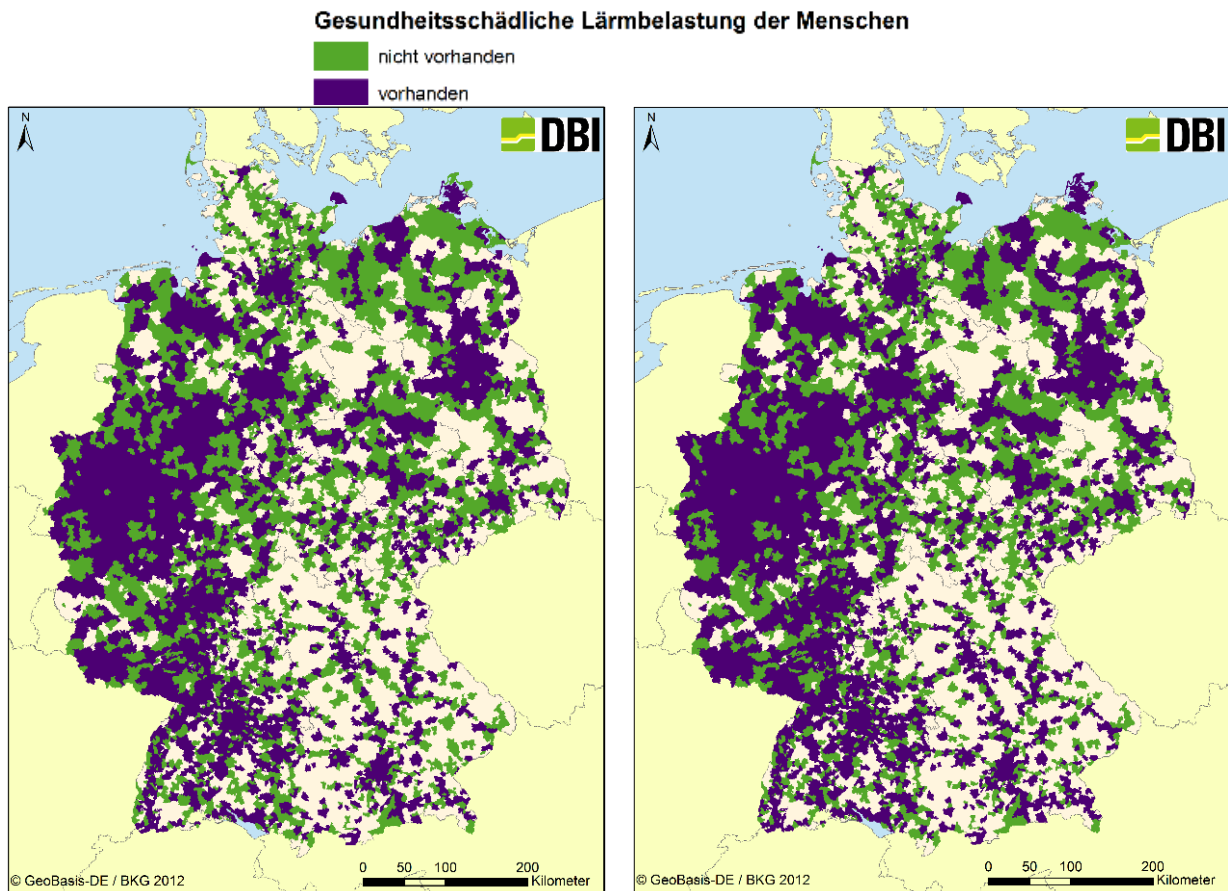 Gesundheitsschädliche Lärmbelastung der Menschen
nicht vorhanden
vorhanden
N
DBI
© GeoBasis-DE / BKG 2012
0 50 100 200
Kilometer
N
DBI
© GeoBasis-DE / BKG 2012
0 50 100 200
Kilometer